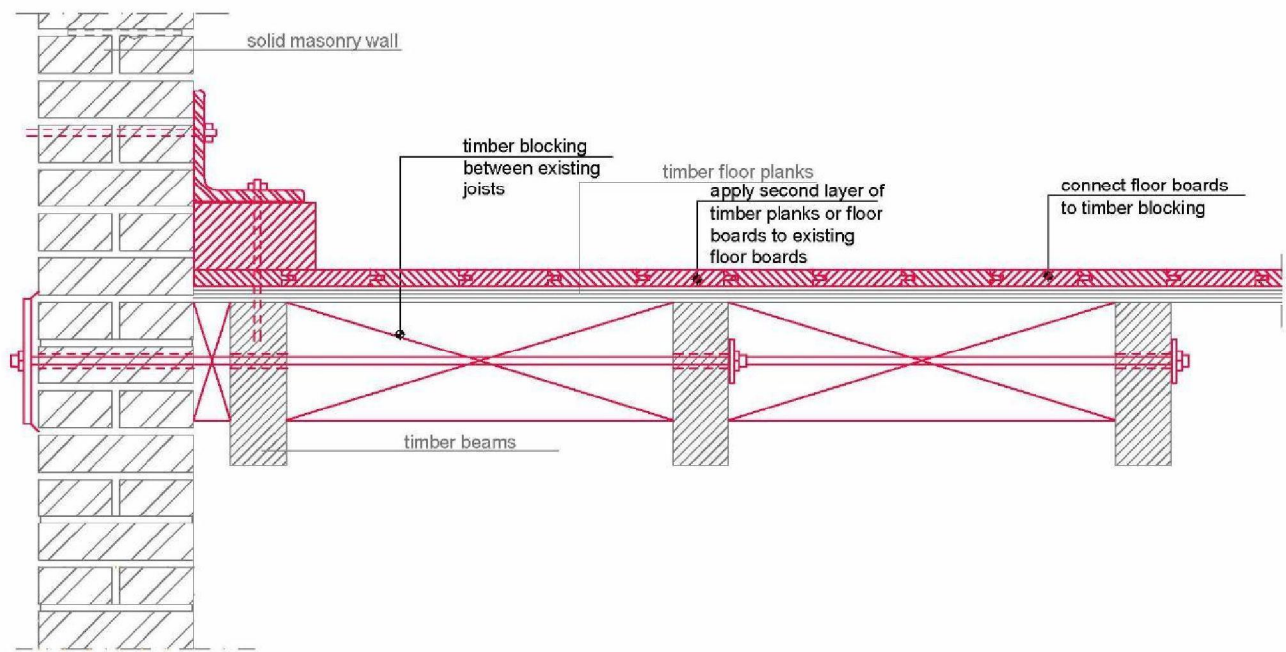 solid masonry wall
timber blocking
between existing
joists
timber floor planks
apply second layer of
timber planks or floor
boards to existing
floor boards
connect floor boards
to timber blocking
timber beams